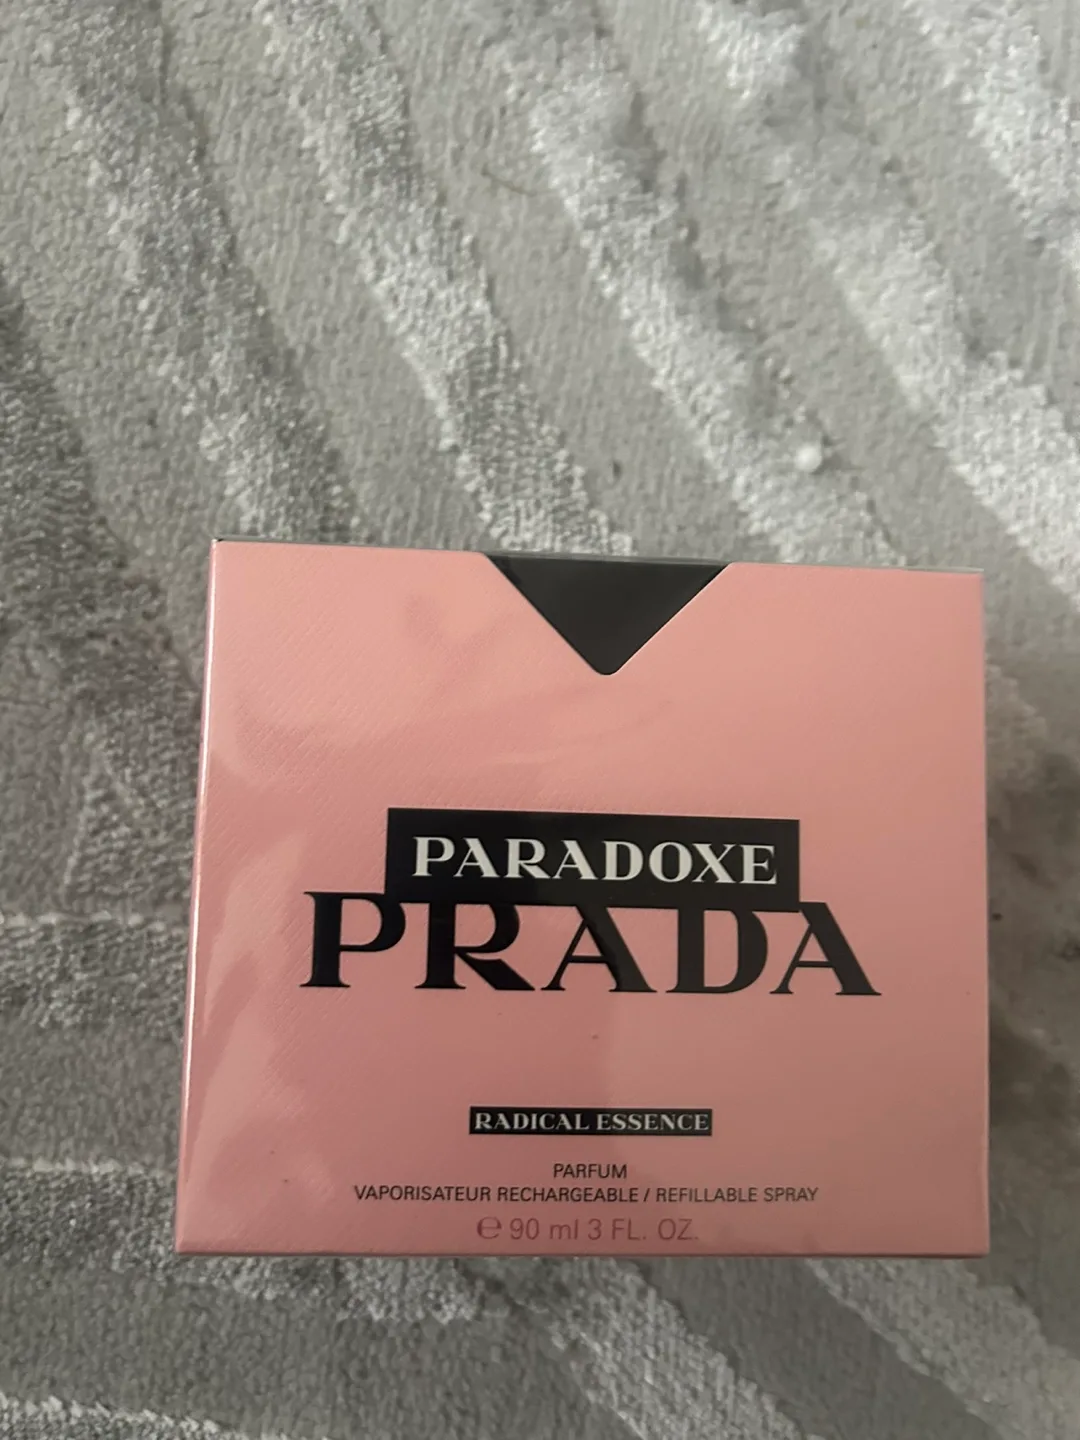 PARADOXE
PRADA
RADICAL ESSENCE
PARFUM
VAPORISATEUR RECHARGEABLE / REFILLABLE SPRAY
℮ 90 ml 3 FL. OZ.